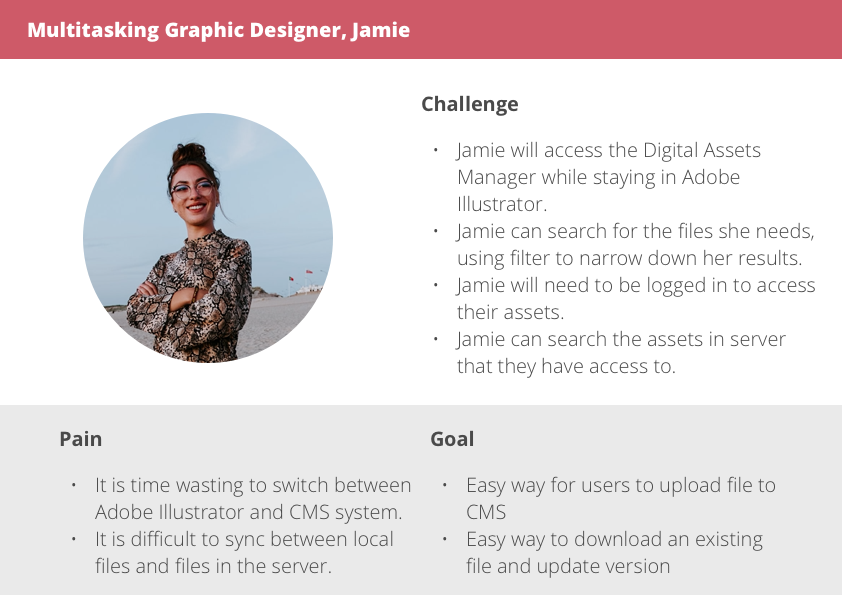 Multitasking Graphic Designer, Jamie
Challenge
• Jamie will access the Digital Assets
Manager while staying in Adobe
Illustrator.
• Jamie can search for the files she needs,
using filter to narrow down her results.
• Jamie will need to be logged in to access
their assets.
• Jamie can search the assets in server
that they have access to.
Pain
• It is time wasting to switch between
Adobe Illustrator and CMS system.
• It is difficult to sync between local
files and files in the server.
Goal
• Easy way for users to upload file to
CMS
• Easy way to download an existing
file and update version